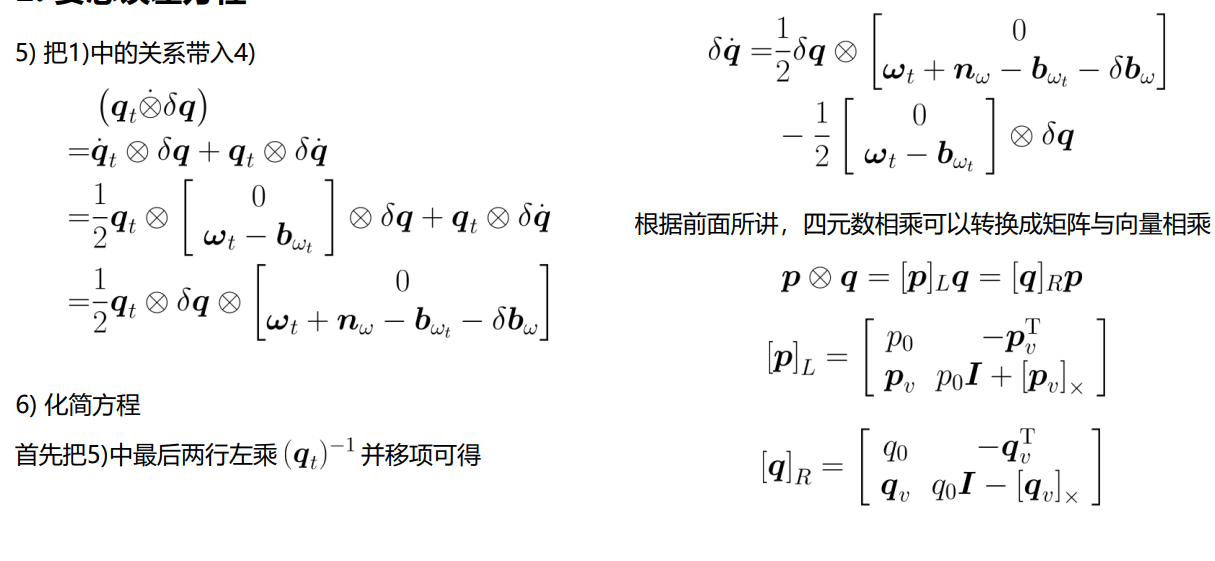 2. 姿态误差方程
5) 把1)中的关系带入4)
$(\boldsymbol{q}_t \dot{\otimes} \delta\boldsymbol{q})$
$= \dot{\boldsymbol{q}}_t \otimes \delta\boldsymbol{q} + \boldsymbol{q}_t \otimes \delta\dot{\boldsymbol{q}}$
$= \frac{1}{2}\boldsymbol{q}_t \otimes \begin{bmatrix} 0 \\ \boldsymbol{\omega}_t - \boldsymbol{b}_{\omega_t} \end{bmatrix} \otimes \delta\boldsymbol{q} + \boldsymbol{q}_t \otimes \delta\dot{\boldsymbol{q}}$
$= \frac{1}{2}\boldsymbol{q}_t \otimes \delta\boldsymbol{q} \otimes \begin{bmatrix} 0 \\ \boldsymbol{\omega}_t + \boldsymbol{n}_\omega - \boldsymbol{b}_{\omega_t} - \delta\boldsymbol{b}_\omega \end{bmatrix}$
6) 化简方程
首先把5)中最后两行左乘 $(\boldsymbol{q}_t)^{-1}$ 并移项可得
$\delta\dot{\boldsymbol{q}} = \frac{1}{2}\delta\boldsymbol{q} \otimes \begin{bmatrix} 0 \\ \boldsymbol{\omega}_t + \boldsymbol{n}_\omega - \boldsymbol{b}_{\omega_t} - \delta\boldsymbol{b}_\omega \end{bmatrix}$
$- \frac{1}{2}\begin{bmatrix} 0 \\ \boldsymbol{\omega}_t - \boldsymbol{b}_{\omega_t} \end{bmatrix} \otimes \delta\boldsymbol{q}$
根据前面所讲，四元数相乘可以转换成矩阵与向量相乘
$\boldsymbol{p} \otimes \boldsymbol{q} = [\boldsymbol{p}]_L \boldsymbol{q} = [\boldsymbol{q}]_R \boldsymbol{p}$
$[\boldsymbol{p}]_L = \begin{bmatrix} p_0 & -\boldsymbol{p}_v^{\mathrm{T}} \\ \boldsymbol{p}_v & p_0\boldsymbol{I} + [\boldsymbol{p}_v]_\times \end{bmatrix}$
$[\boldsymbol{q}]_R = \begin{bmatrix} q_0 & -\boldsymbol{q}_v^{\mathrm{T}} \\ \boldsymbol{q}_v & q_0\boldsymbol{I} - [\boldsymbol{q}_v]_\times \end{bmatrix}$